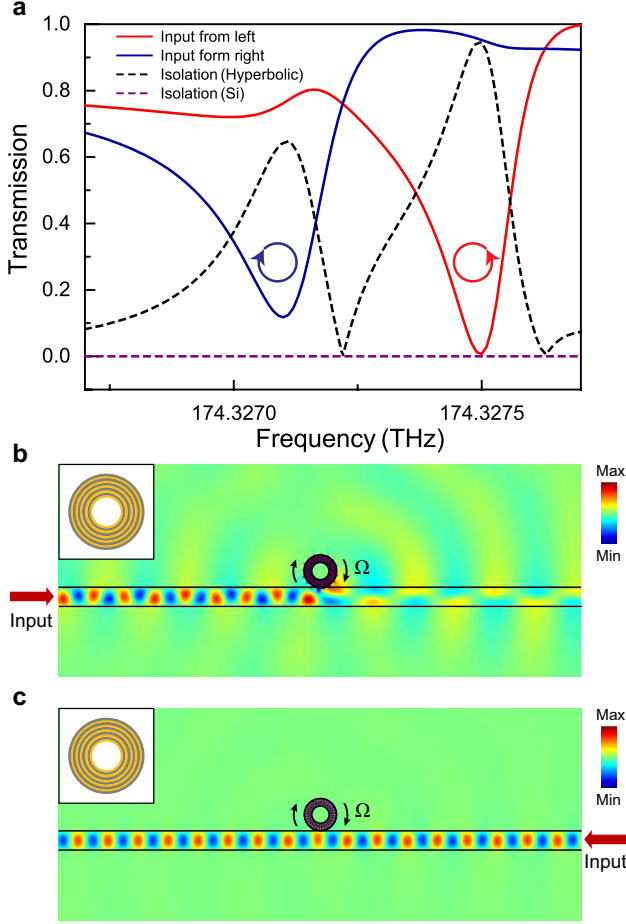 a
1.0
0.8
0.6
0.4
0.2
0.0
Transmission
Input from left
Input form right
Isolation (Hyperbolic)
Isolation (Si)
174.3270
174.3275
Frequency (THz)
b
Max
Min
Ω
Input
c
Max
Min
Ω
Input